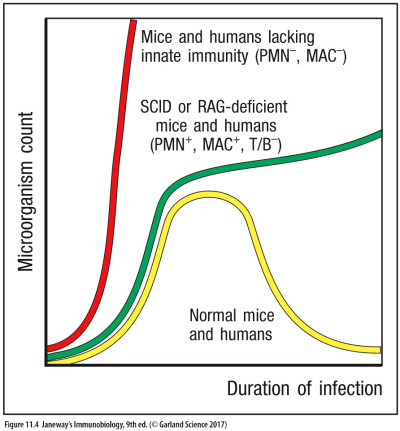 Mice and humans lacking
innate immunity (PMN⁻, MAC⁻)
SCID or RAG-deficient
mice and humans
(PMN⁺, MAC⁺, T/B⁻)
Microorganism count
Normal mice
and humans
Duration of infection
Figure 11.4 Janeway's Immunobiology, 9th ed. (© Garland Science 2017)